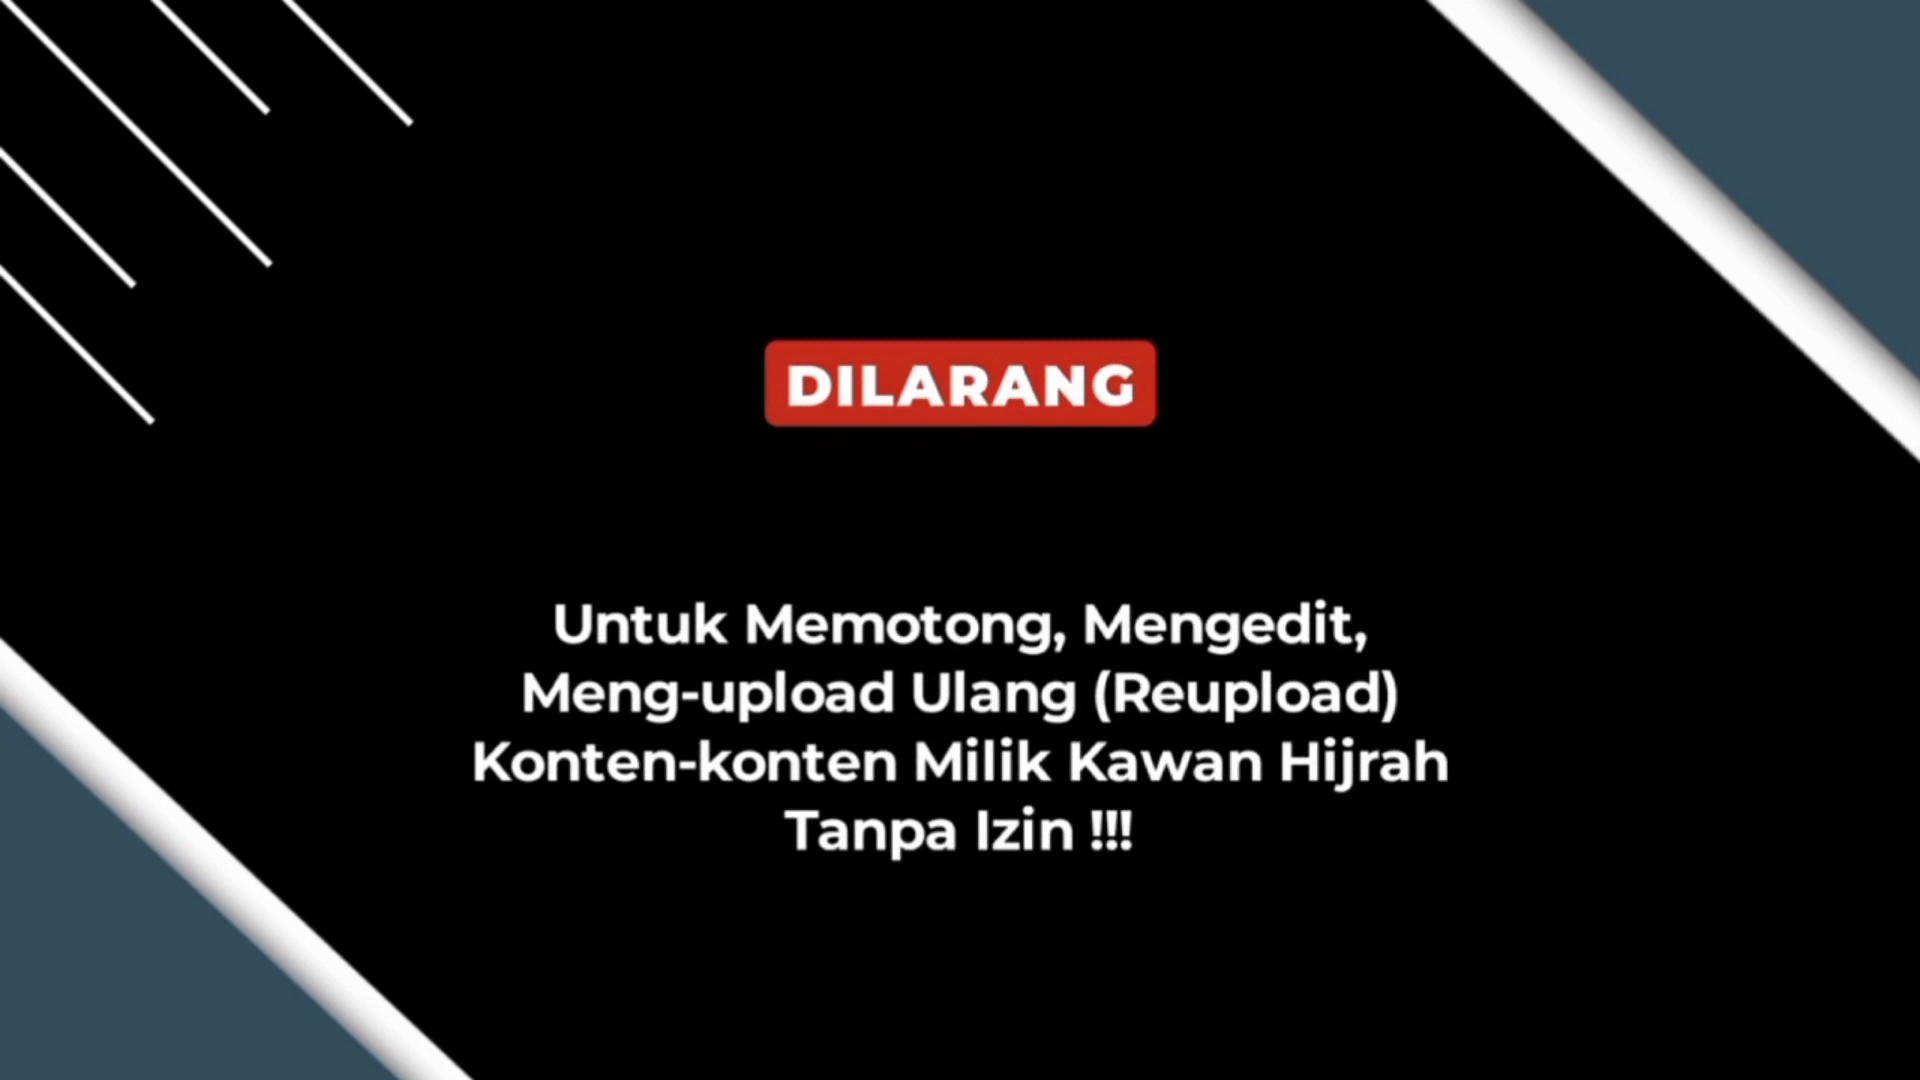 DILARANG
Untuk Memotong, Mengedit,
Meng-upload Ulang (Reupload)
Konten-konten Milik Kawan Hijrah
Tanpa Izin !!!